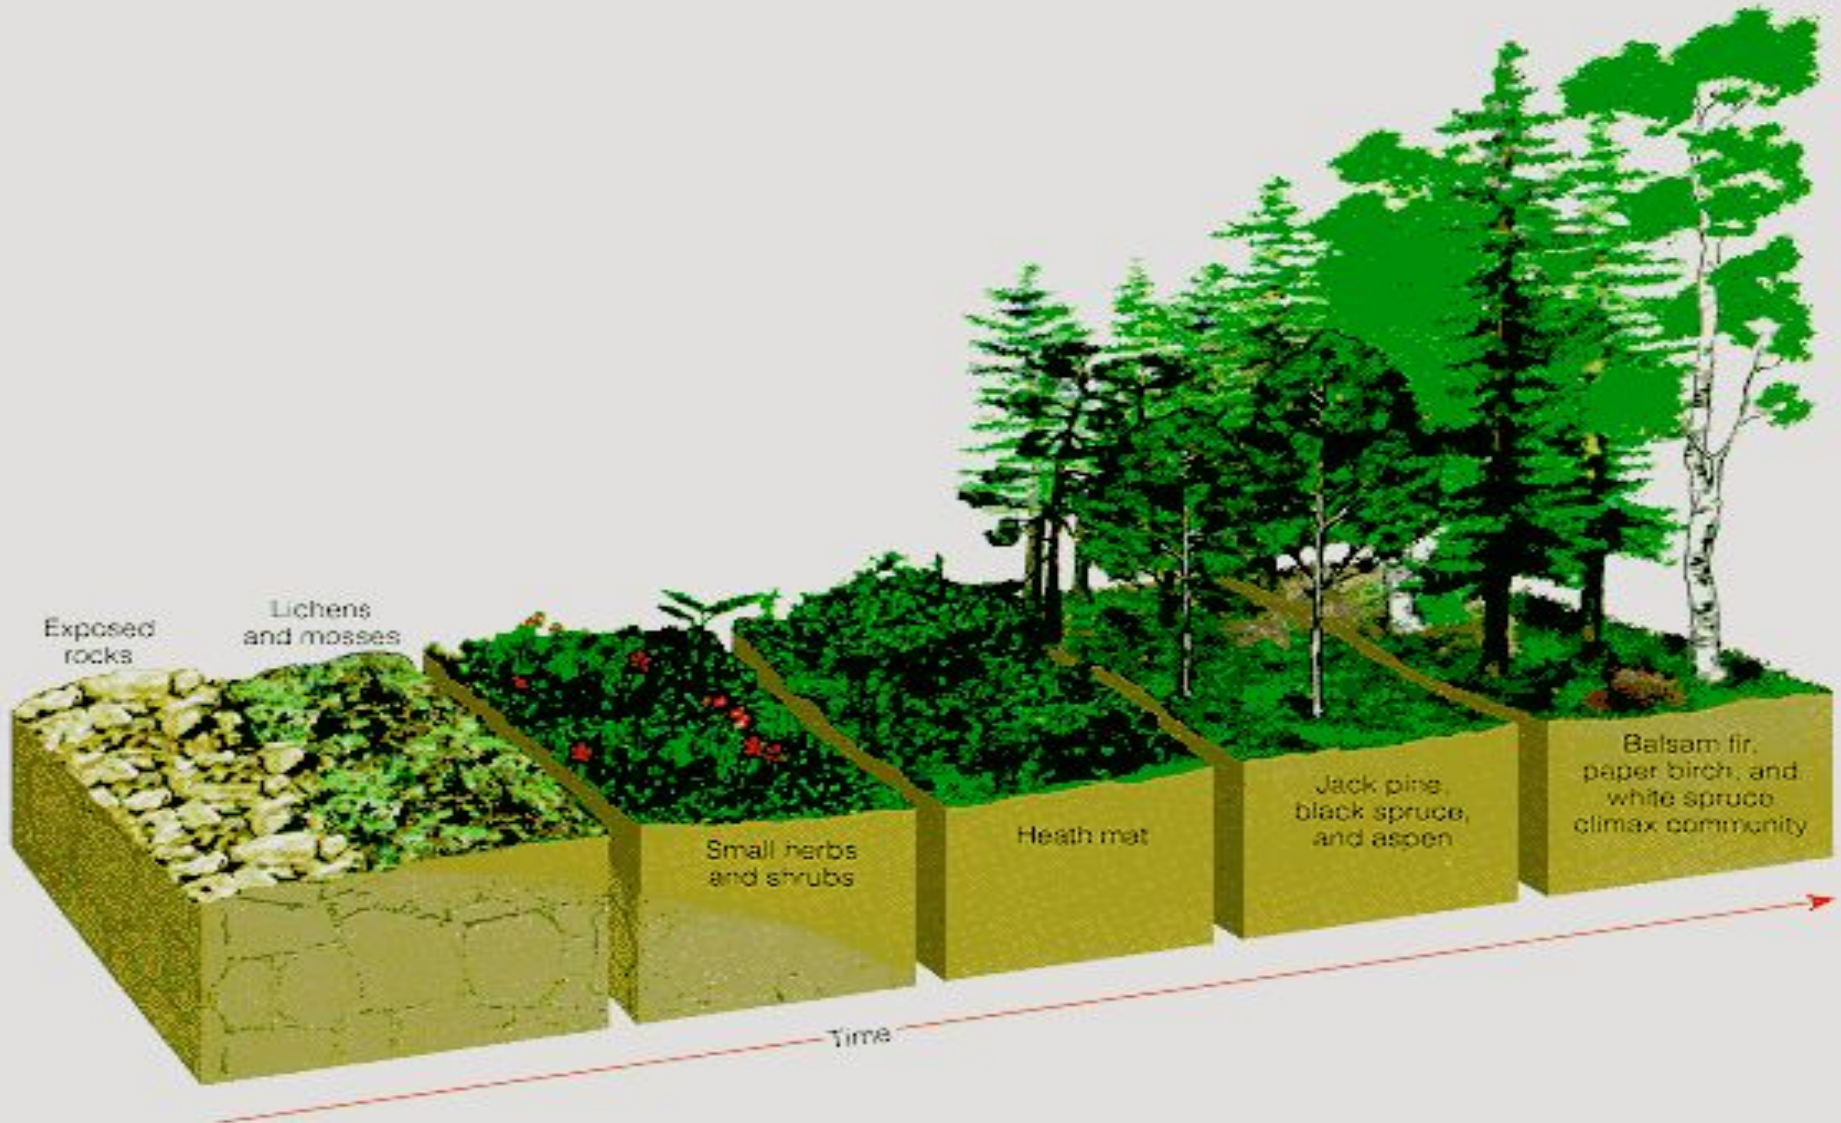 Exposed
rocks
Lichens
and mosses
Small herbs
and shrubs
Heath mat
Jack pine,
black spruce,
and aspen
Balsam fir,
paper birch, and
white spruce
climax community
Time